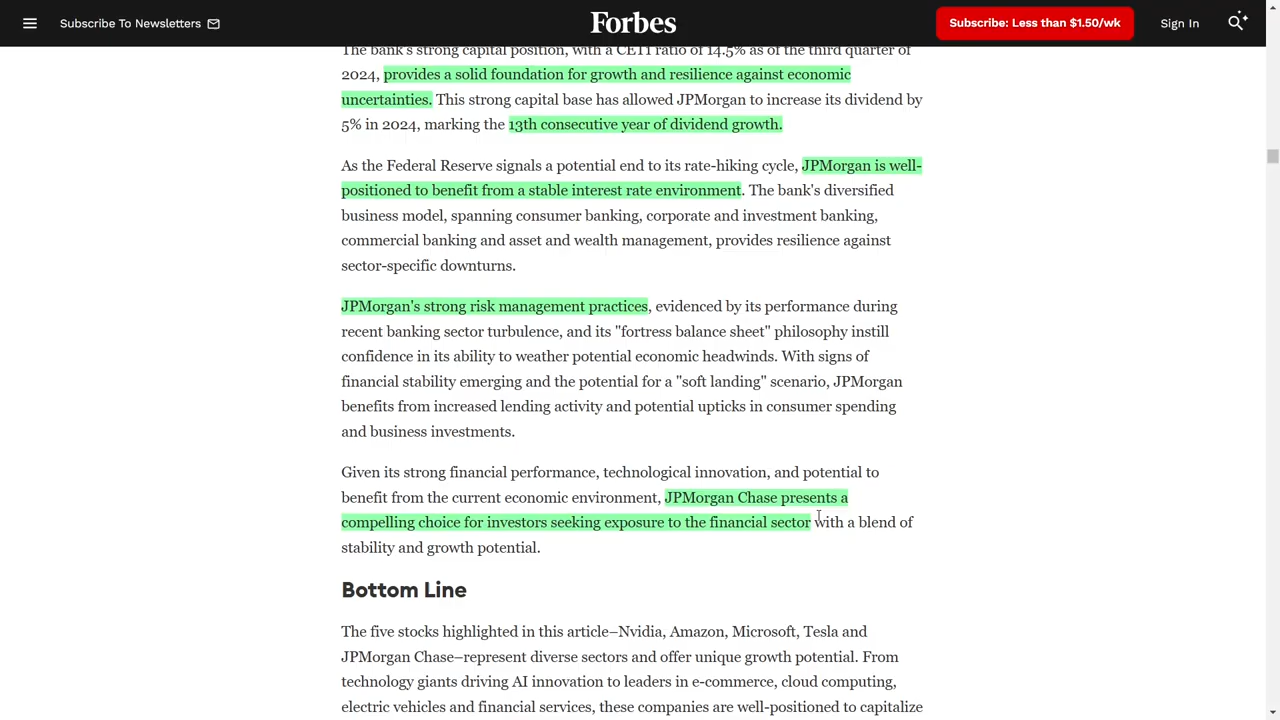 Subscribe To Newsletters
Forbes
Subscribe: Less than $1.50/wk
Sign In
The bank's strong capital position, with a CET1 ratio of 14.5% as of the third quarter of
2024, provides a solid foundation for growth and resilience against economic
uncertainties. This strong capital base has allowed JPMorgan to increase its dividend by
5% in 2024, marking the 13th consecutive year of dividend growth.
As the Federal Reserve signals a potential end to its rate-hiking cycle, JPMorgan is well-
positioned to benefit from a stable interest rate environment. The bank's diversified
business model, spanning consumer banking, corporate and investment banking,
commercial banking and asset and wealth management, provides resilience against
sector-specific downturns.
JPMorgan's strong risk management practices, evidenced by its performance during
recent banking sector turbulence, and its "fortress balance sheet" philosophy instill
confidence in its ability to weather potential economic headwinds. With signs of
financial stability emerging and the potential for a "soft landing" scenario, JPMorgan
benefits from increased lending activity and potential upticks in consumer spending
and business investments.
Given its strong financial performance, technological innovation, and potential to
benefit from the current economic environment, JPMorgan Chase presents a
compelling choice for investors seeking exposure to the financial sector with a blend of
stability and growth potential.
Bottom Line
The five stocks highlighted in this article–Nvidia, Amazon, Microsoft, Tesla and
JPMorgan Chase–represent diverse sectors and offer unique growth potential. From
technology giants driving AI innovation to leaders in e-commerce, cloud computing,
electric vehicles and financial services, these companies are well-positioned to capitalize